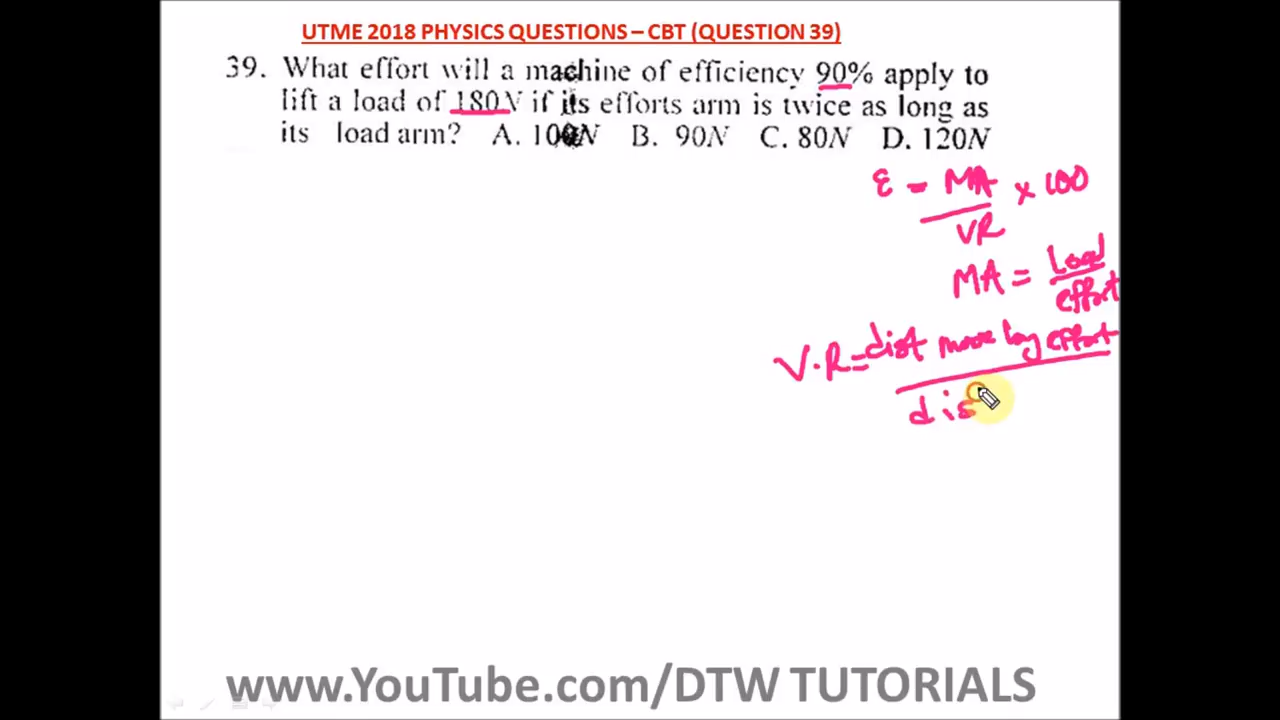 UTME 2018 PHYSICS QUESTIONS – CBT (QUESTION 39)
39. What effort will a machine of efficiency 90% apply to
lift a load of 180N if its efforts arm is twice as long as
its load arm? A. 100N B. 90N C. 80N D. 120N
ε = MA/VR × 100
MA = Load/effort
V.R = dist move by effort
dis
www.YouTube.com/DTW TUTORIALS